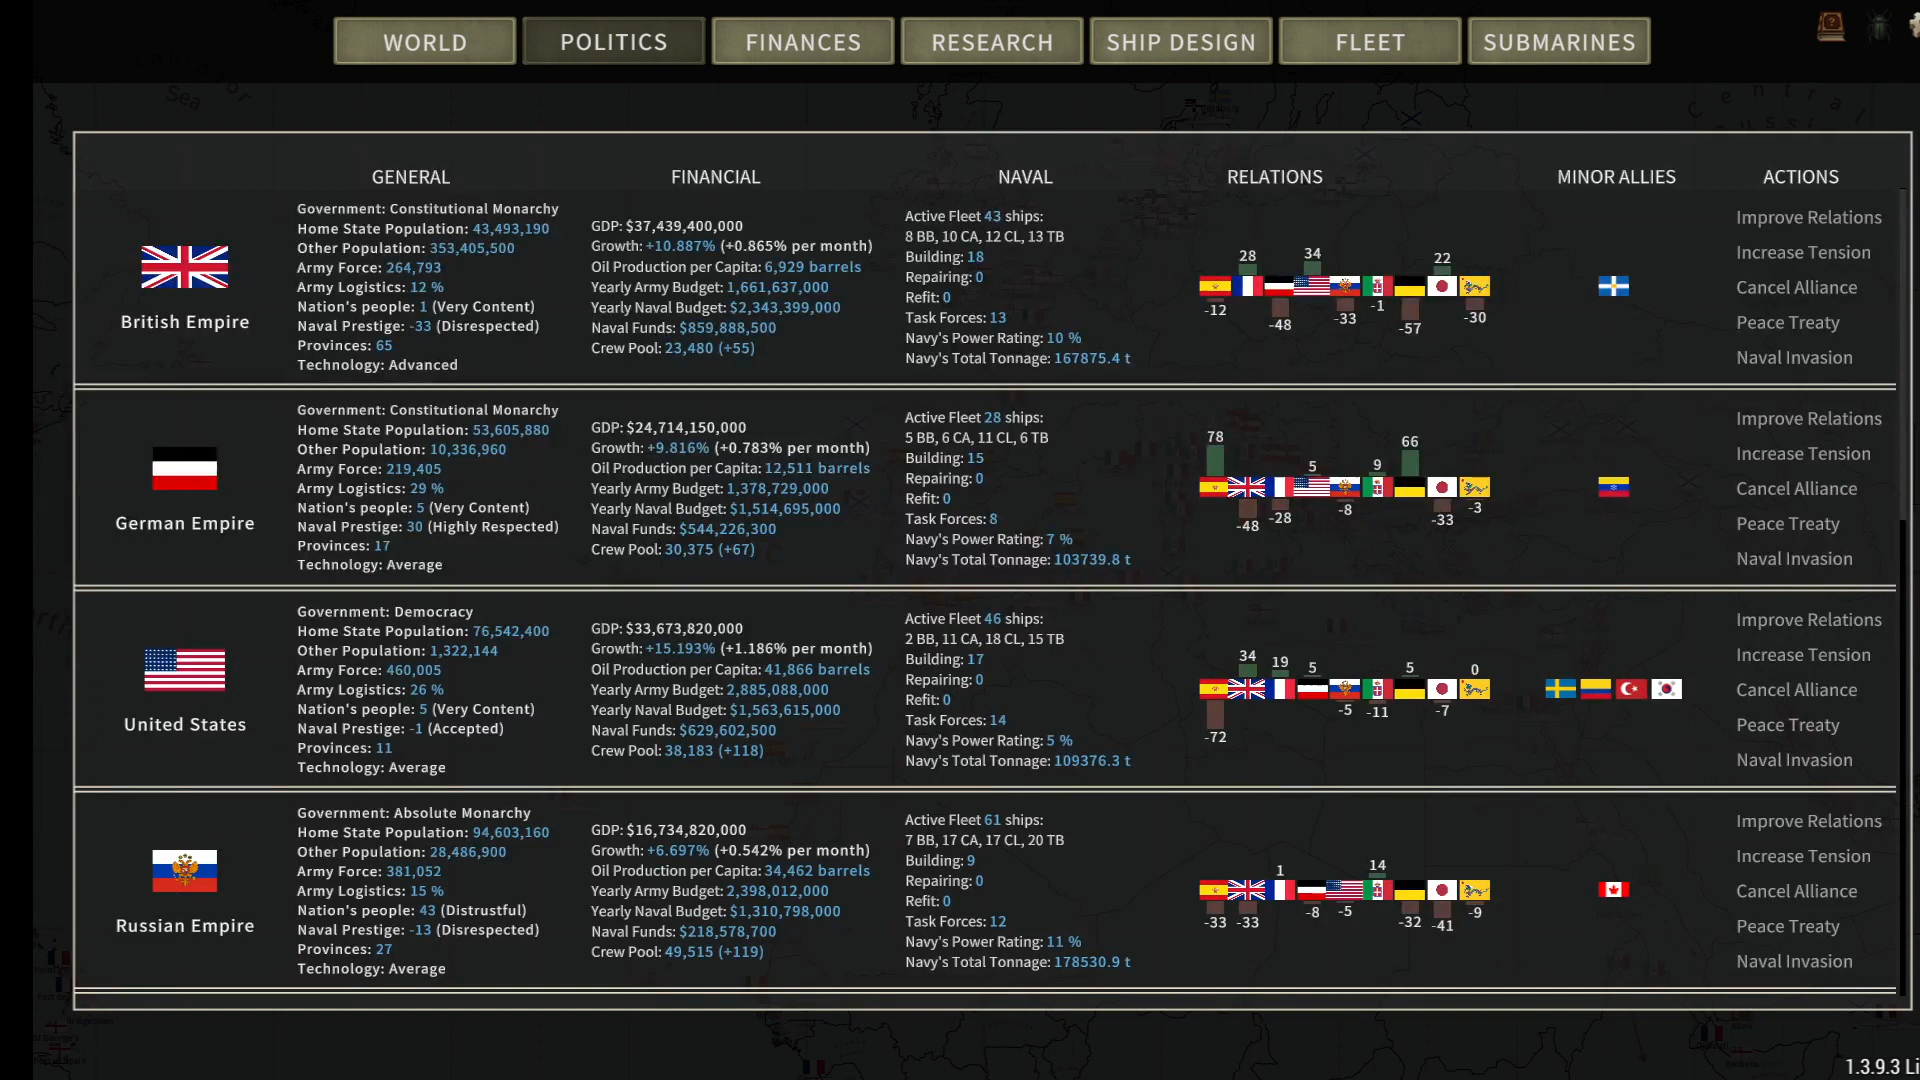 WORLD
POLITICS
FINANCES
RESEARCH
SHIP DESIGN
FLEET
SUBMARINES
GENERAL
FINANCIAL
NAVAL
RELATIONS
MINOR ALLIES
ACTIONS
British Empire
Government: Constitutional Monarchy
Home State Population: 43,493,190
Other Population: 353,405,500
Army Force: 264,793
Army Logistics: 12 %
Nation's people: 1 (Very Content)
Naval Prestige: -33 (Disrespected)
Provinces: 65
Technology: Advanced
GDP: $37,439,400,000
Growth: +10.887% (+0.865% per month)
Oil Production per Capita: 6,929 barrels
Yearly Army Budget: 1,661,637,000
Yearly Naval Budget: $2,343,399,000
Naval Funds: $859,888,500
Crew Pool: 23,480 (+55)
Active Fleet 43 ships:
8 BB, 10 CA, 12 CL, 13 TB
Building: 18
Repairing: 0
Refit: 0
Task Forces: 13
Navy's Power Rating: 10 %
Navy's Total Tonnage: 167875.4 t
28 34 22
-12 -48 -33 -1 -57 -30
Improve Relations
Increase Tension
Cancel Alliance
Peace Treaty
Naval Invasion
German Empire
Government: Constitutional Monarchy
Home State Population: 53,605,880
Other Population: 10,336,960
Army Force: 219,405
Army Logistics: 29 %
Nation's people: 5 (Very Content)
Naval Prestige: 30 (Highly Respected)
Provinces: 17
Technology: Average
GDP: $24,714,150,000
Growth: +9.816% (+0.783% per month)
Oil Production per Capita: 12,511 barrels
Yearly Army Budget: 1,378,729,000
Yearly Naval Budget: $1,514,695,000
Naval Funds: $544,226,300
Crew Pool: 30,375 (+67)
Active Fleet 28 ships:
5 BB, 6 CA, 11 CL, 6 TB
Building: 15
Repairing: 0
Refit: 0
Task Forces: 8
Navy's Power Rating: 7 %
Navy's Total Tonnage: 103739.8 t
78 5 9 66
-48 -28 -8 -33 -3
Improve Relations
Increase Tension
Cancel Alliance
Peace Treaty
Naval Invasion
United States
Government: Democracy
Home State Population: 76,542,400
Other Population: 1,322,144
Army Force: 460,005
Army Logistics: 26 %
Nation's people: 5 (Very Content)
Naval Prestige: -1 (Accepted)
Provinces: 11
Technology: Average
GDP: $33,673,820,000
Growth: +15.193% (+1.186% per month)
Oil Production per Capita: 41,866 barrels
Yearly Army Budget: 2,885,088,000
Yearly Naval Budget: $1,563,615,000
Naval Funds: $629,602,500
Crew Pool: 38,183 (+118)
Active Fleet 46 ships:
2 BB, 11 CA, 18 CL, 15 TB
Building: 17
Repairing: 0
Refit: 0
Task Forces: 14
Navy's Power Rating: 5 %
Navy's Total Tonnage: 109376.3 t
34 19 5 5 0
-72 -5 -11 -7
Improve Relations
Increase Tension
Cancel Alliance
Peace Treaty
Naval Invasion
Russian Empire
Government: Absolute Monarchy
Home State Population: 94,603,160
Other Population: 28,486,900
Army Force: 381,052
Army Logistics: 15 %
Nation's people: 43 (Distrustful)
Naval Prestige: -13 (Disrespected)
Provinces: 27
Technology: Average
GDP: $16,734,820,000
Growth: +6.697% (+0.542% per month)
Oil Production per Capita: 34,462 barrels
Yearly Army Budget: 2,398,012,000
Yearly Naval Budget: $1,310,798,000
Naval Funds: $218,578,700
Crew Pool: 49,515 (+119)
Active Fleet 61 ships:
7 BB, 17 CA, 17 CL, 20 TB
Building: 9
Repairing: 0
Refit: 0
Task Forces: 12
Navy's Power Rating: 11 %
Navy's Total Tonnage: 178530.9 t
1 14
-33 -33 -8 -5 -32 -41 -9
Improve Relations
Increase Tension
Cancel Alliance
Peace Treaty
Naval Invasion
1.3.9.3 Li